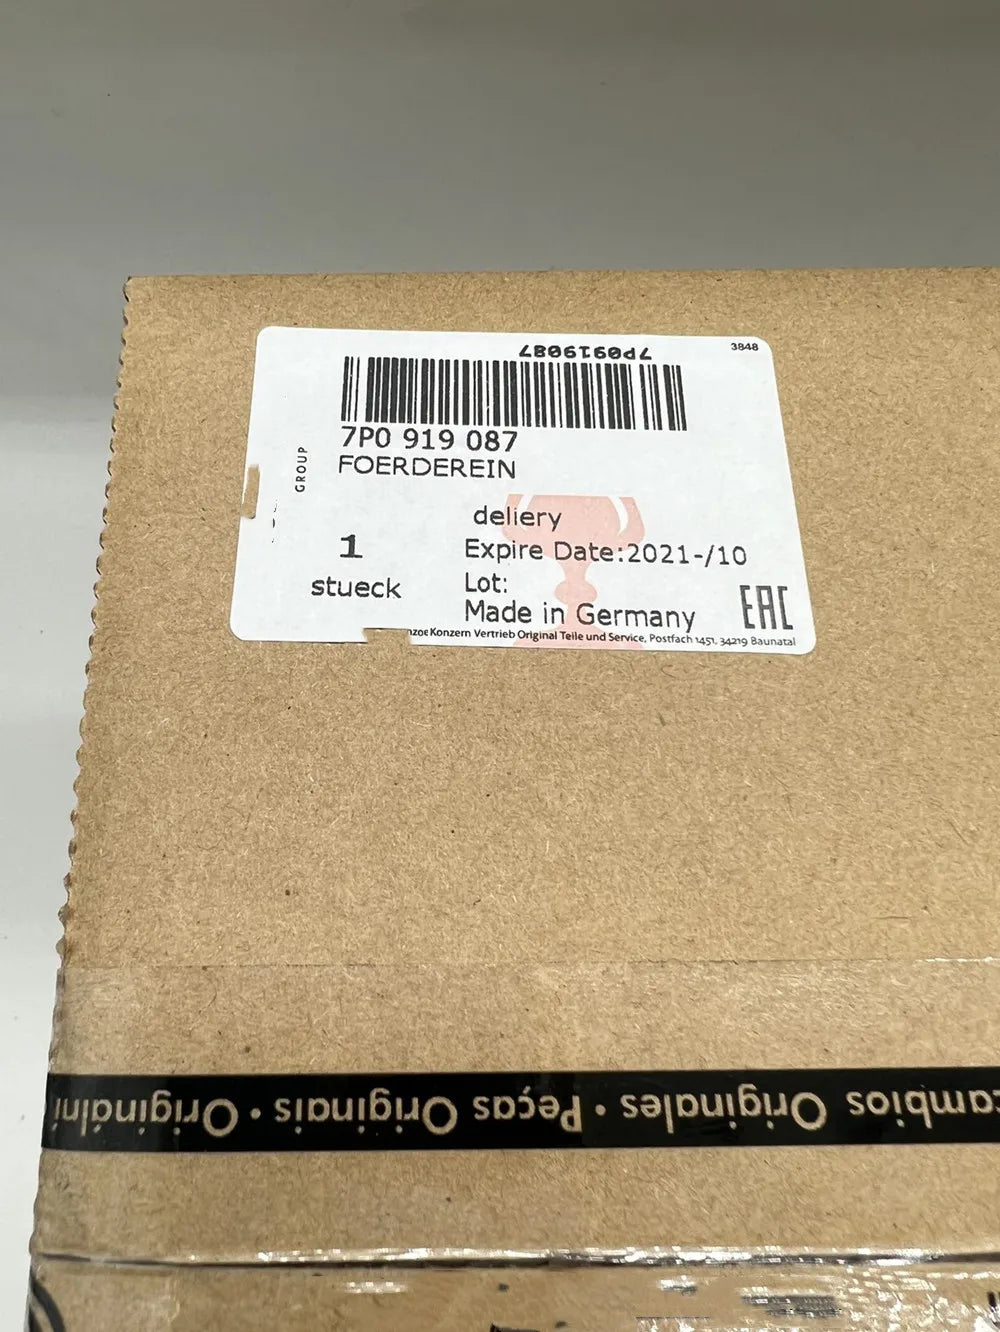 3848
7P0919087
7P0 919 087
FOERDEREIN
GROUP
deliery
1
Expire Date:2021-/10
stueck
Lot:
Made in Germany
EAC
Konzern Vertrieb Original Teile und Service, Postfach 1451, 34219 Baunatal
cambios Originales • Peças Originais • Origináln